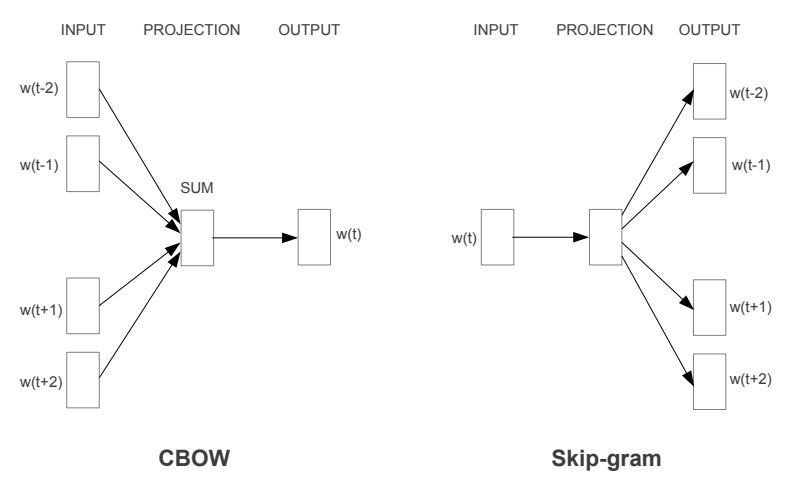 INPUT PROJECTION OUTPUT
w(t-2)
w(t-1)
SUM
w(t)
w(t+1)
w(t+2)
CBOW
INPUT PROJECTION OUTPUT
w(t-2)
w(t-1)
w(t)
w(t+1)
w(t+2)
Skip-gram